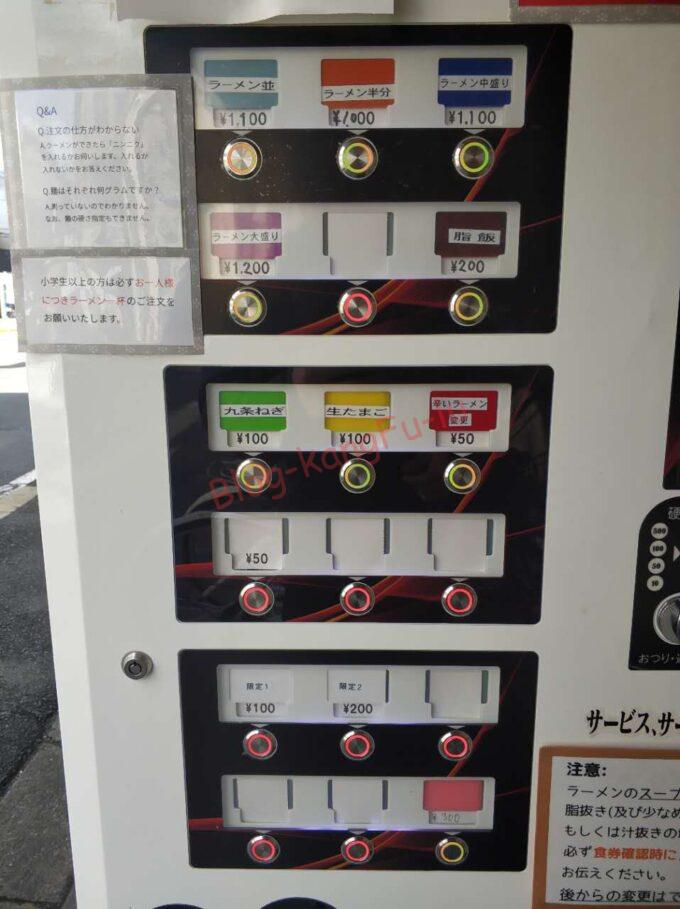 Q&A
Q.注文の仕方がわからない
A.ラーメンができたら「ニンニク」
を入れるかお伺いします。入れるか
入れないかをお答えください。
Q.麺はそれぞれ何グラムですか？
A.測っていないのでわかりません。
なお、麺の硬さ指定もできません。
小学生以上の方は必ずお一人様
につきラーメン一杯のご注文を
お願いいたします。
ラーメン並 ラーメン半分 ラーメン中盛り
¥1,100 ¥1,000 ¥1,100
ラーメン大盛り 脂飯
¥1,200 ¥200
九条ねぎ 生たまご 辛いラーメン
変更
¥100 ¥100 ¥50
¥50
限定1 限定2
¥100 ¥200
¥300
Blog-kangFu-
硬
500
100
50
10
おつり・
サービス、サー
注意:
ラーメンのスープ
脂抜き(及び少なめ
もしくは汁抜きの
必ず食券確認時に
お伝えください。
後からの変更はで